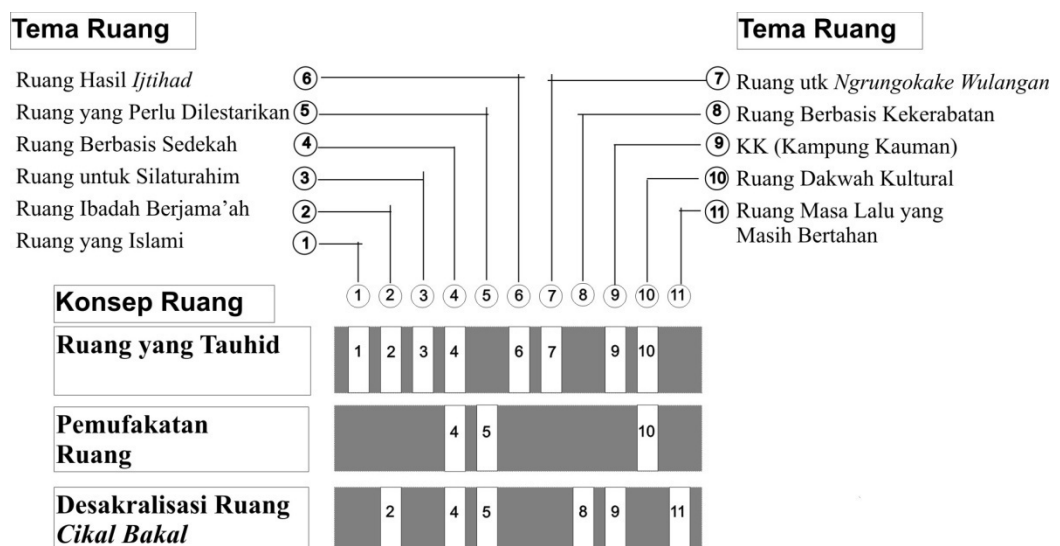 Tema Ruang
Ruang Hasil Ijtihad 6
Ruang yang Perlu Dilestarikan 5
Ruang Berbasis Sedekah 4
Ruang untuk Silaturahim 3
Ruang Ibadah Berjama'ah 2
Ruang yang Islami 1
Tema Ruang
7 Ruang utk Ngrungokake Wulangan
8 Ruang Berbasis Kekerabatan
9 KK (Kampung Kauman)
10 Ruang Dakwah Kultural
11 Ruang Masa Lalu yang
Masih Bertahan
Konsep Ruang
1 2 3 4 5 6 7 8 9 10 11
Ruang yang Tauhid
1 2 3 4 6 7 9 10
Pemufakatan
Ruang
4 5 10
Desakralisasi Ruang
Cikal Bakal
2 4 5 8 9 11